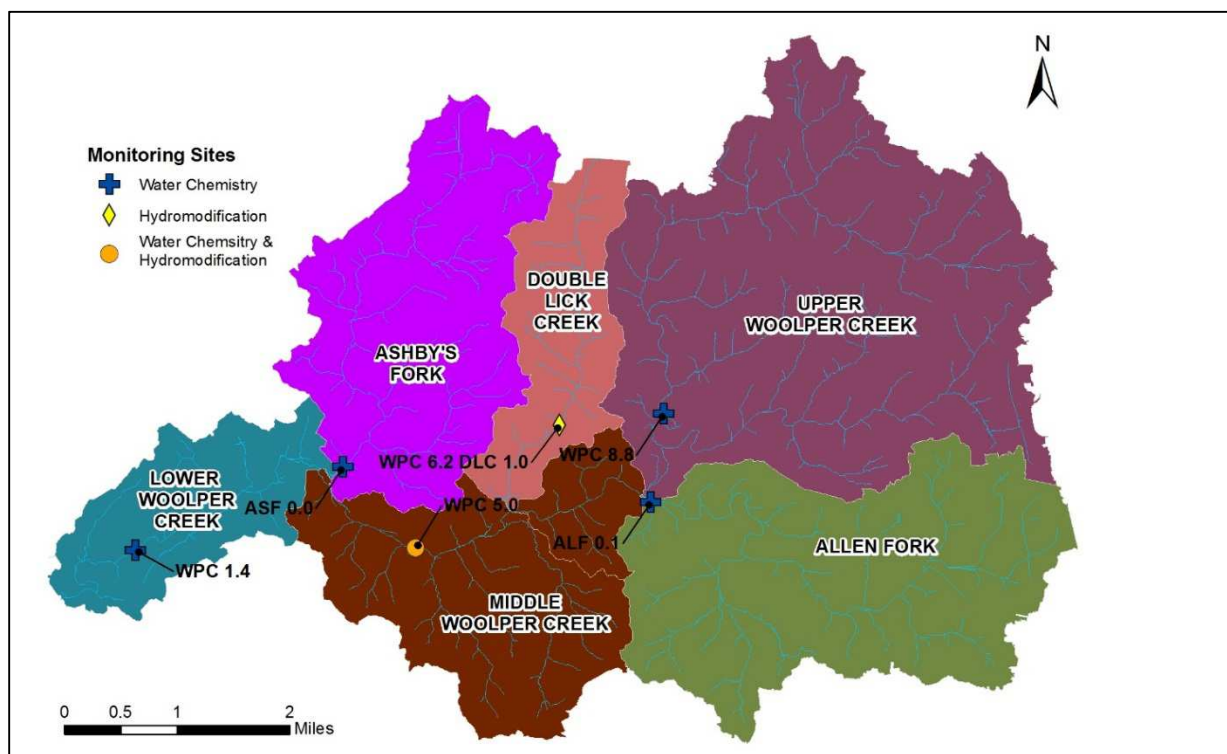 N
Monitoring Sites
Water Chemistry
Hydromodification
Water Chemsitry &
Hydromodification
DOUBLE
LICK
CREEK
UPPER
WOOLPER CREEK
ASHBY'S
FORK
WPC 6.2 DLC 1.0
WPC 8.8
LOWER
WOOLPER
CREEK
ASF 0.0
WPC 5.0
ALF 0.1
ALLEN FORK
WPC 1.4
MIDDLE
WOOLPER CREEK
0 0.5 1 2
Miles